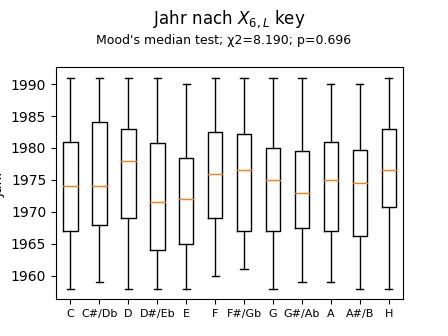 Jahr nach X6,L key
Mood's median test; χ2=8.190; p=0.696
1990
1985
1980
1975
1970
1965
1960
C C#/Db D D#/Eb E F F#/Gb G G#/Ab A A#/B H